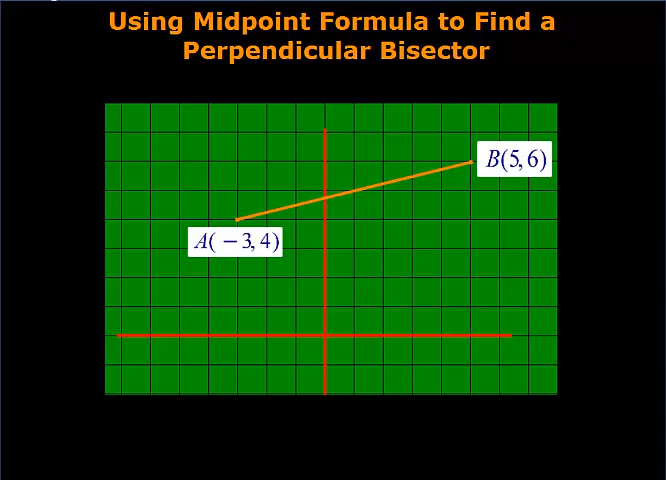 Using Midpoint Formula to Find a
Perpendicular Bisector
B(5,6)
A(−3,4)